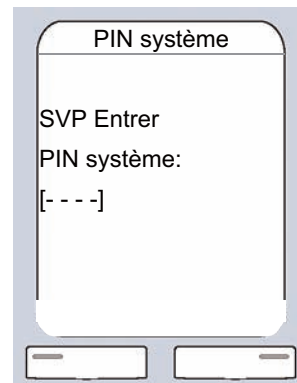 PIN système
SVP Entrer
PIN système:
[- - - -]